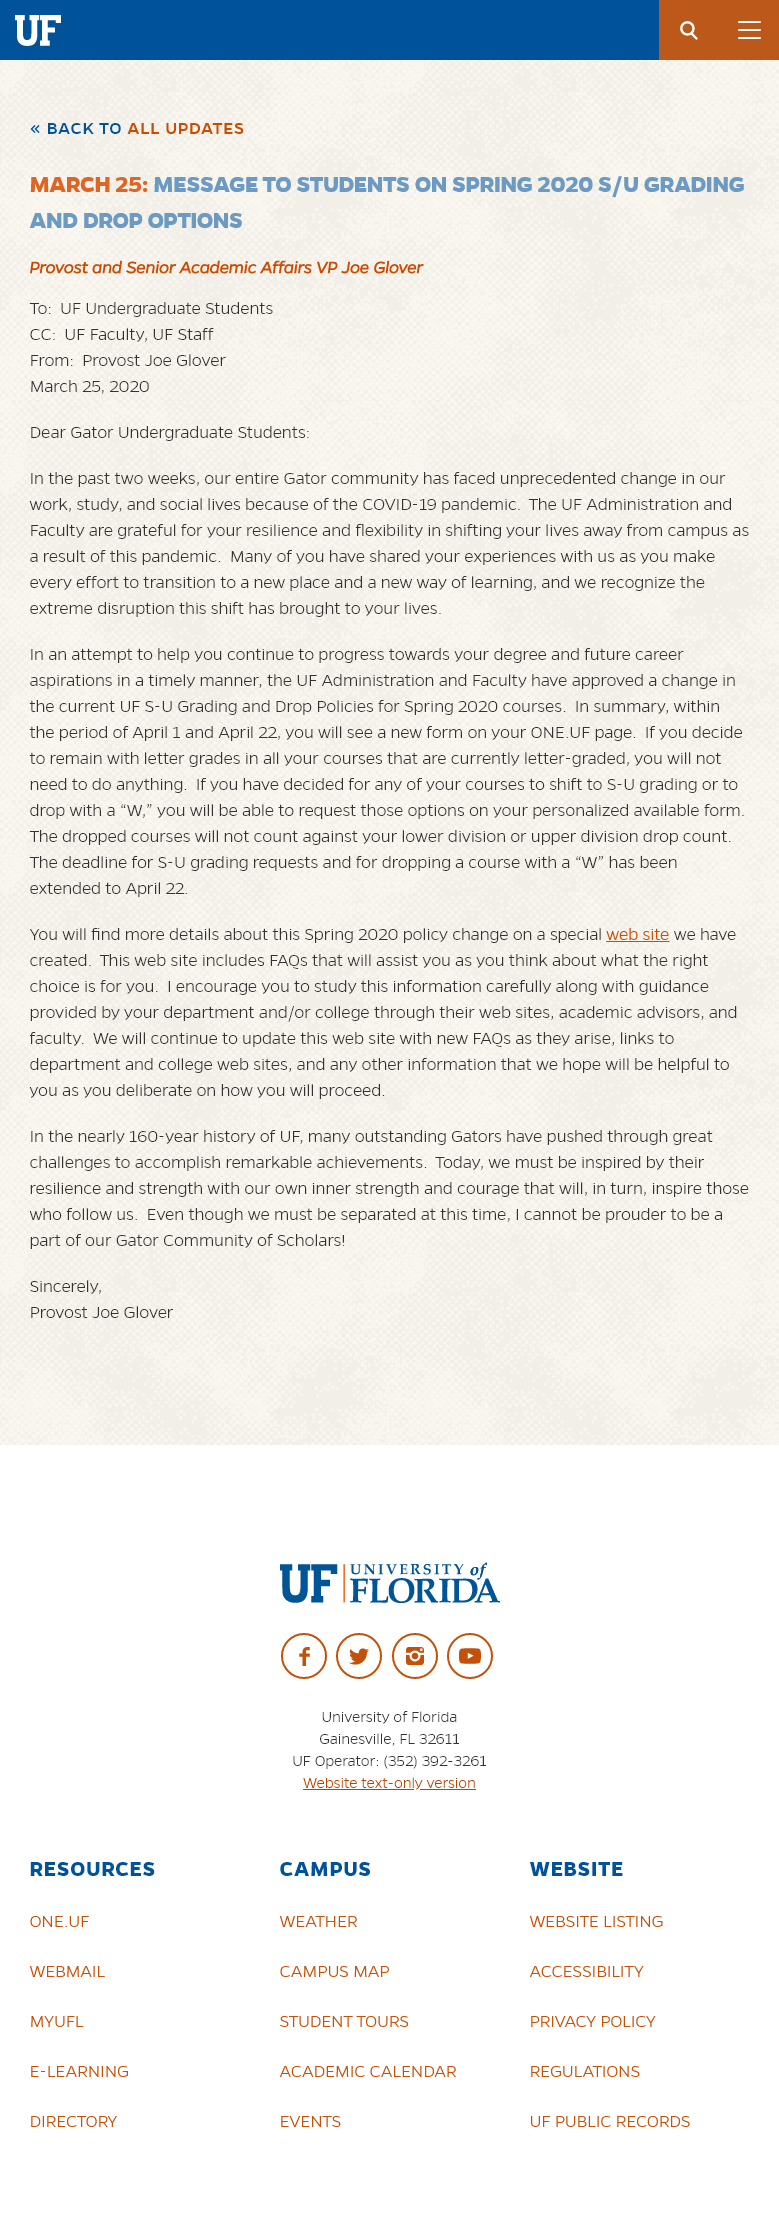 UF
« BACK TO ALL UPDATES
MARCH 25: MESSAGE TO STUDENTS ON SPRING 2020 S/U GRADING
AND DROP OPTIONS
Provost and Senior Academic Affairs VP Joe Glover
To:  UF Undergraduate Students
CC:  UF Faculty, UF Staff
From:  Provost Joe Glover
March 25, 2020
Dear Gator Undergraduate Students:
In the past two weeks, our entire Gator community has faced unprecedented change in our
work, study, and social lives because of the COVID-19 pandemic.  The UF Administration and
Faculty are grateful for your resilience and flexibility in shifting your lives away from campus as
a result of this pandemic.  Many of you have shared your experiences with us as you make
every effort to transition to a new place and a new way of learning, and we recognize the
extreme disruption this shift has brought to your lives.
In an attempt to help you continue to progress towards your degree and future career
aspirations in a timely manner, the UF Administration and Faculty have approved a change in
the current UF S-U Grading and Drop Policies for Spring 2020 courses.  In summary, within
the period of April 1 and April 22, you will see a new form on your ONE.UF page.  If you decide
to remain with letter grades in all your courses that are currently letter-graded, you will not
need to do anything.  If you have decided for any of your courses to shift to S-U grading or to
drop with a “W,” you will be able to request those options on your personalized available form.
The dropped courses will not count against your lower division or upper division drop count.
The deadline for S-U grading requests and for dropping a course with a “W” has been
extended to April 22.
You will find more details about this Spring 2020 policy change on a special web site we have
created.  This web site includes FAQs that will assist you as you think about what the right
choice is for you.  I encourage you to study this information carefully along with guidance
provided by your department and/or college through their web sites, academic advisors, and
faculty.  We will continue to update this web site with new FAQs as they arise, links to
department and college web sites, and any other information that we hope will be helpful to
you as you deliberate on how you will proceed.
In the nearly 160-year history of UF, many outstanding Gators have pushed through great
challenges to accomplish remarkable achievements.  Today, we must be inspired by their
resilience and strength with our own inner strength and courage that will, in turn, inspire those
who follow us.  Even though we must be separated at this time, I cannot be prouder to be a
part of our Gator Community of Scholars!
Sincerely,
Provost Joe Glover
UF UNIVERSITY of
FLORIDA
University of Florida
Gainesville, FL 32611
UF Operator: (352) 392-3261
Website text-only version
RESOURCES
ONE.UF
WEBMAIL
MYUFL
E-LEARNING
DIRECTORY
CAMPUS
WEATHER
CAMPUS MAP
STUDENT TOURS
ACADEMIC CALENDAR
EVENTS
WEBSITE
WEBSITE LISTING
ACCESSIBILITY
PRIVACY POLICY
REGULATIONS
UF PUBLIC RECORDS